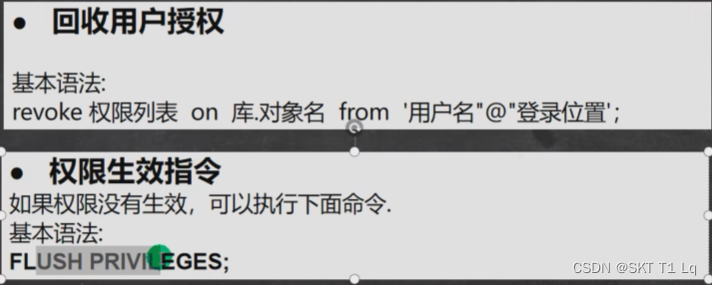 ● 回收用户授权
基本语法:
revoke 权限列表 on 库.对象名 from '用户名"@"登录位置';
● 权限生效指令
如果权限没有生效，可以执行下面命令.
基本语法:
FLUSH PRIVILEGES;
CSDN @SKT T1 Lq